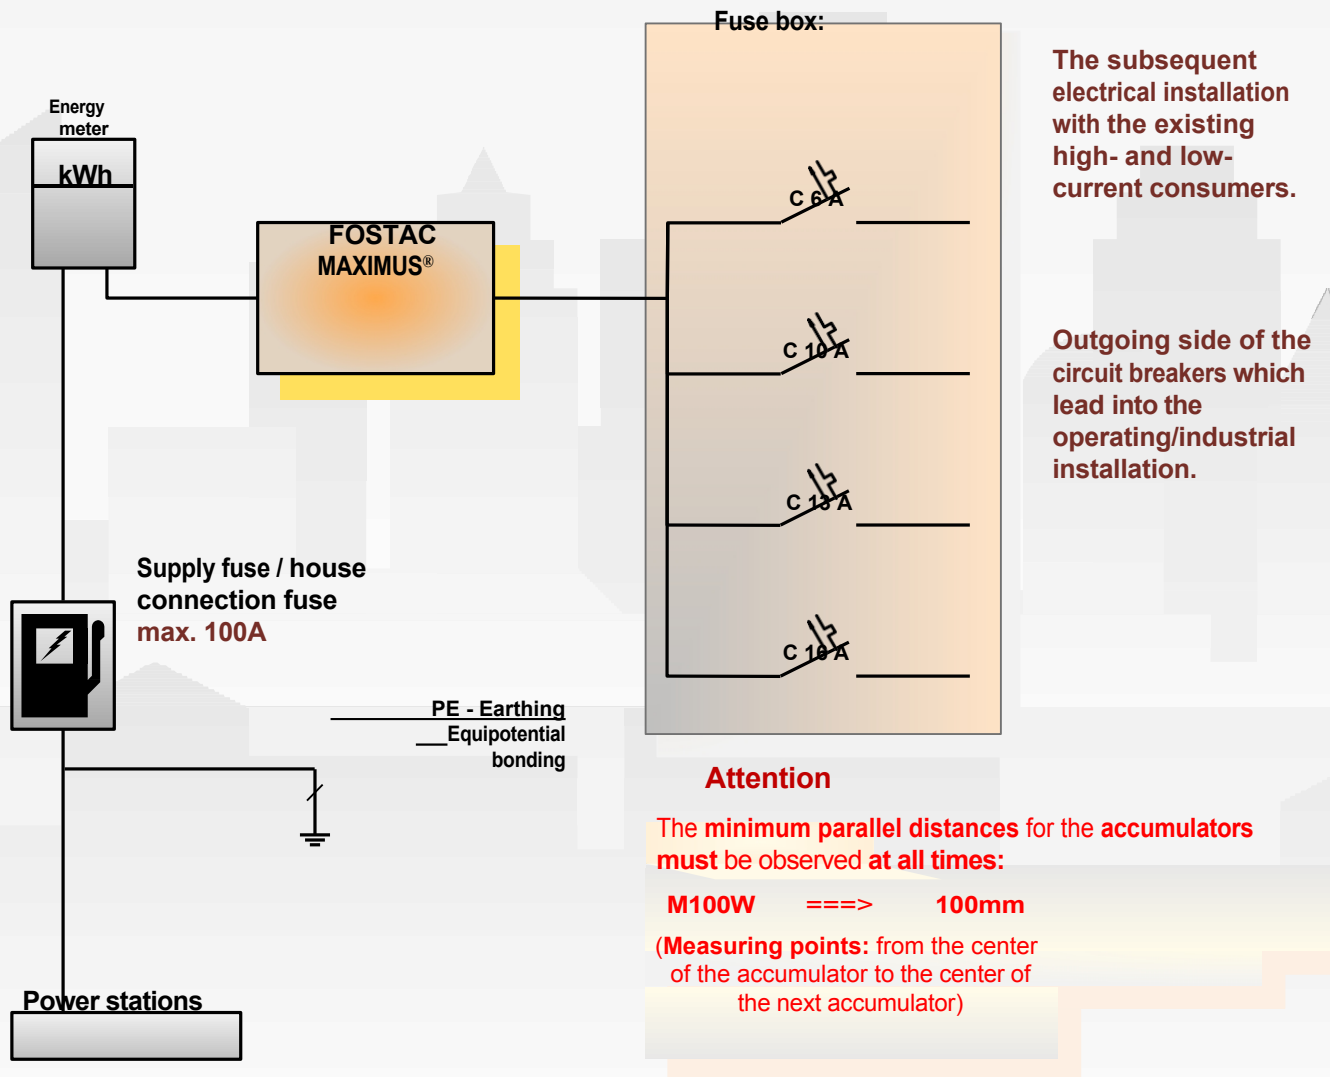 Fuse box:
The subsequent
electrical installation
with the existing
high- and low-
current consumers.
Energy
meter
kWh
C 6 A
FOSTAC
MAXIMUS®
C 10 A
Outgoing side of the
circuit breakers which
lead into the
operating/industrial
installation.
C 13 A
Supply fuse / house
connection fuse
max. 100A
C 16 A
PE - Earthing
Equipotential
bonding
Attention
The minimum parallel distances for the accumulators
must be observed at all times:
M100W ===> 100mm
(Measuring points: from the center
of the accumulator to the center of
the next accumulator)
Power stations